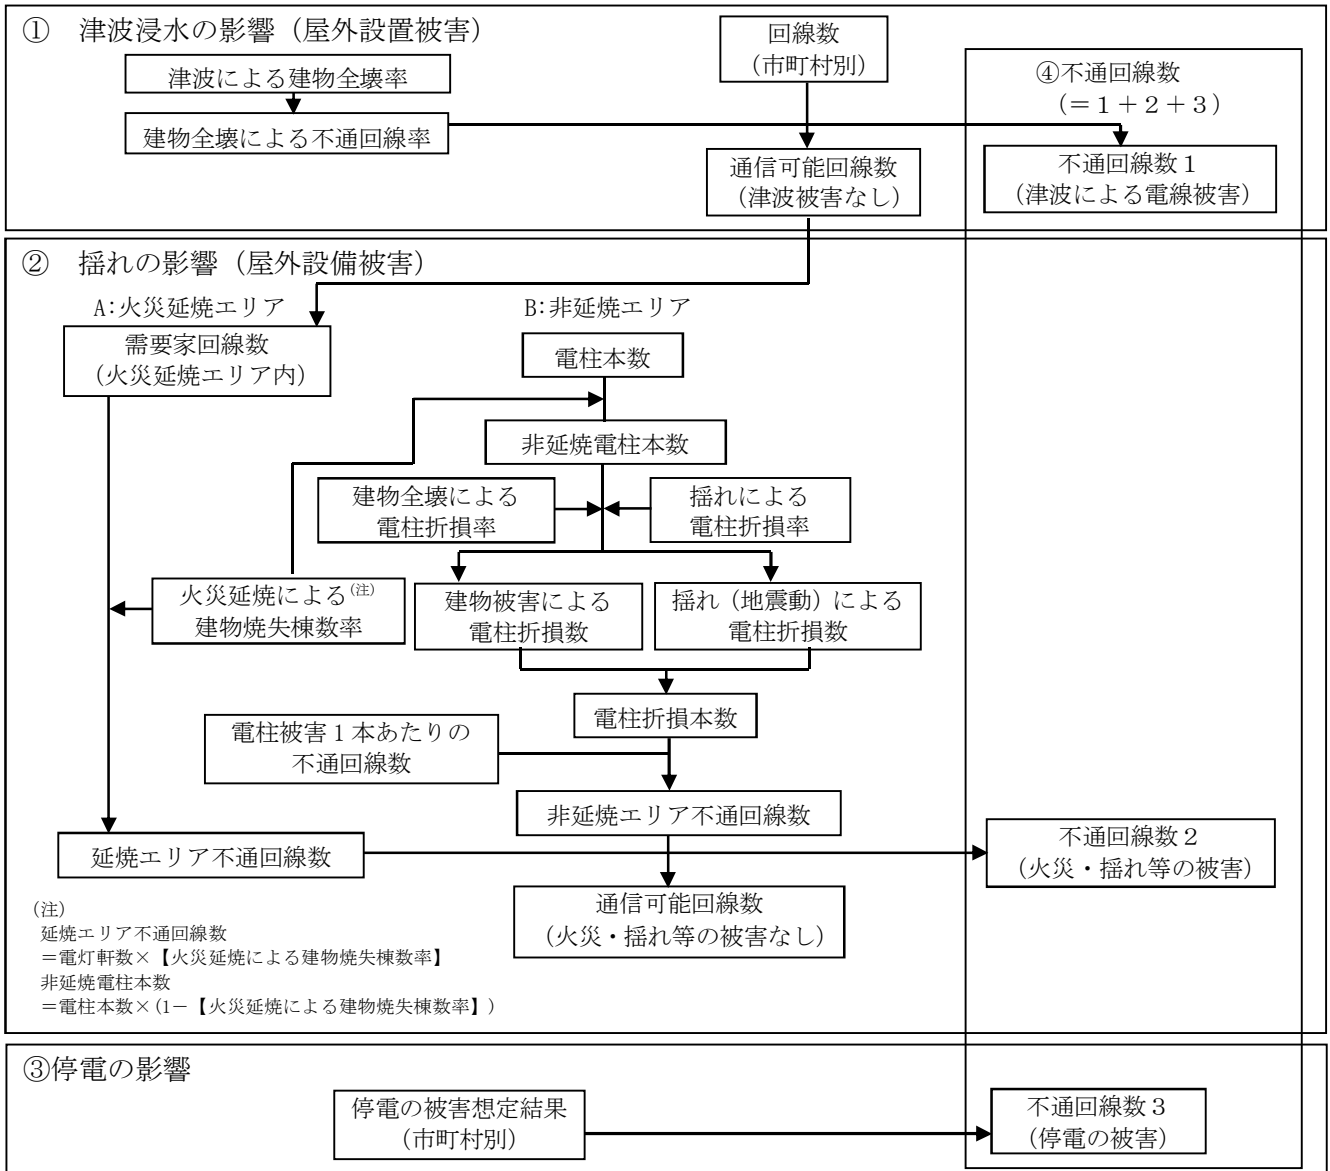 ①　津波浸水の影響（屋外設置被害）
津波による建物全壊率
建物全壊による不通回線率
回線数
（市町村別）
通信可能回線数
（津波被害なし）
④不通回線数
（＝１＋２＋３）
不通回線数１
（津波による電線被害）
②　揺れの影響（屋外設備被害）
A:火災延焼エリア
B:非延焼エリア
需要家回線数
（火災延焼エリア内）
電柱本数
非延焼電柱本数
建物全壊による
電柱折損率
揺れによる
電柱折損率
火災延焼による（注）
建物焼失棟数率
建物被害による
電柱折損数
揺れ（地震動）による
電柱折損数
電柱折損本数
電柱被害１本あたりの
不通回線数
非延焼エリア不通回線数
延焼エリア不通回線数
不通回線数２
（火災・揺れ等の被害）
通信可能回線数
（火災・揺れ等の被害なし）
（注）
延焼エリア不通回線数
＝電灯軒数×【火災延焼による建物焼失棟数率】
非延焼電柱本数
＝電柱本数×(1－【火災延焼による建物焼失棟数率】)
③停電の影響
停電の被害想定結果
（市町村別）
不通回線数３
（停電の被害）